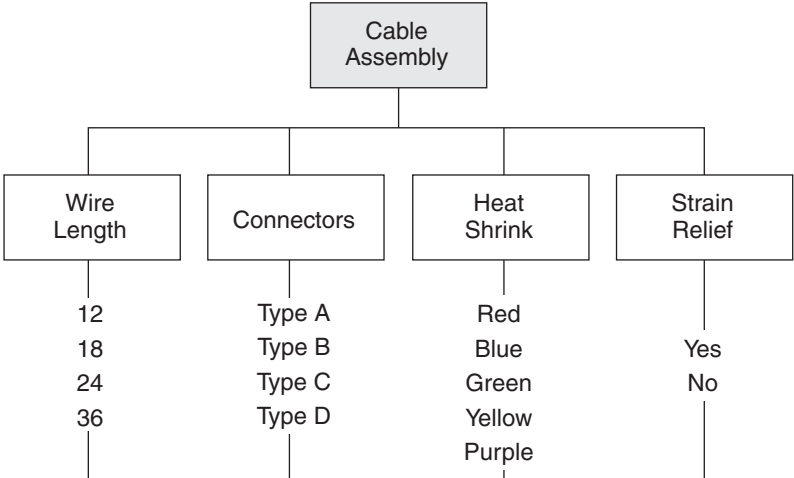 Cable
Assembly
Wire
Length
Connectors
Heat
Shrink
Strain
Relief
12
18
24
36
Type A
Type B
Type C
Type D
Red
Blue
Green
Yellow
Purple
Yes
No